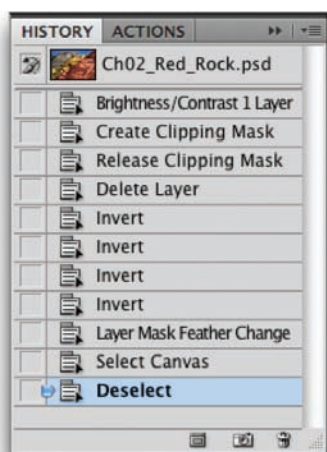 HISTORY ACTIONS
Ch02_Red_Rock.psd
Brightness/Contrast 1 Layer
Create Clipping Mask
Release Clipping Mask
Delete Layer
Invert
Invert
Invert
Invert
Layer Mask Feather Change
Select Canvas
Deselect